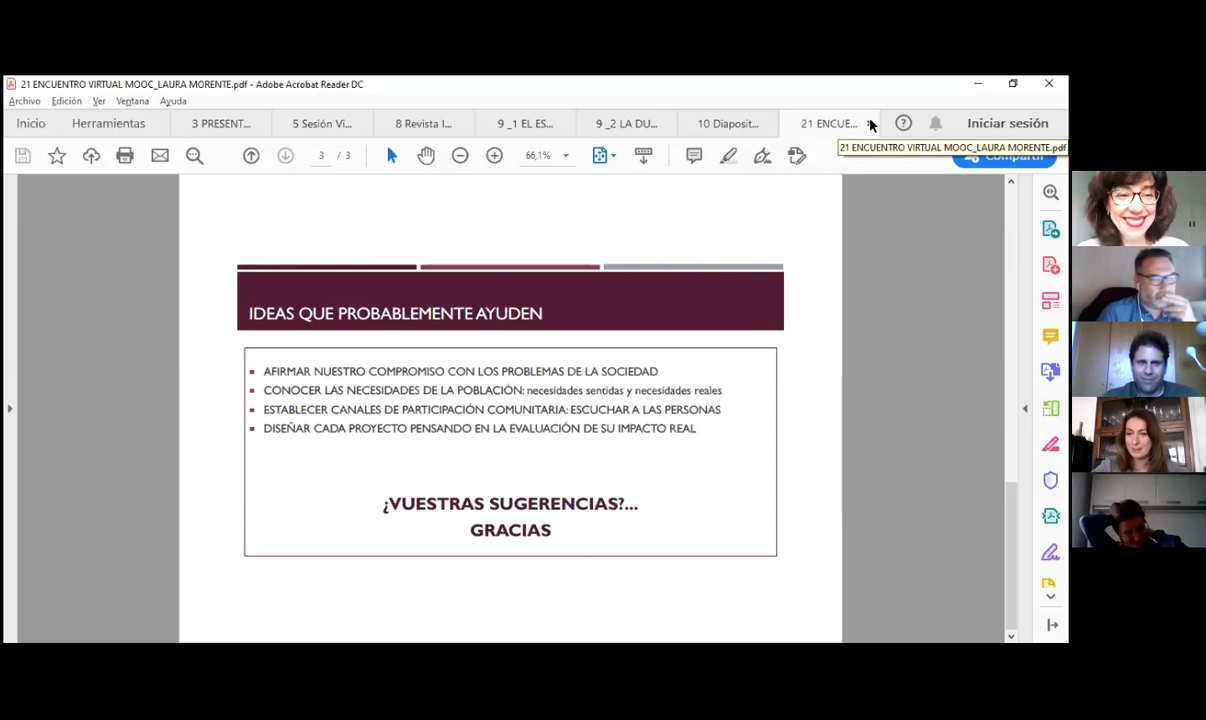 21 ENCUENTRO VIRTUAL MOOC_LAURA MORENTE.pdf - Adobe Acrobat Reader DC
Archivo Edición Ver Ventana Ayuda
Inicio Herramientas 3 PRESENT... 5 Sesión Vi... 8 Revista I... 9 _1 EL ES... 9 _2 LA DU... 10 Diaposit... 21 ENCUE... Iniciar sesión
21 ENCUENTRO VIRTUAL MOOC_LAURA MORENTE.pdf
3 / 3 66,1% Compartir
IDEAS QUE PROBABLEMENTE AYUDEN
AFIRMAR NUESTRO COMPROMISO CON LOS PROBLEMAS DE LA SOCIEDAD
CONOCER LAS NECESIDADES DE LA POBLACIÓN: necesidades sentidas y necesidades reales
ESTABLECER CANALES DE PARTICIPACIÓN COMUNITARIA: ESCUCHAR A LAS PERSONAS
DISEÑAR CADA PROYECTO PENSANDO EN LA EVALUACIÓN DE SU IMPACTO REAL
¿VUESTRAS SUGERENCIAS?...
GRACIAS